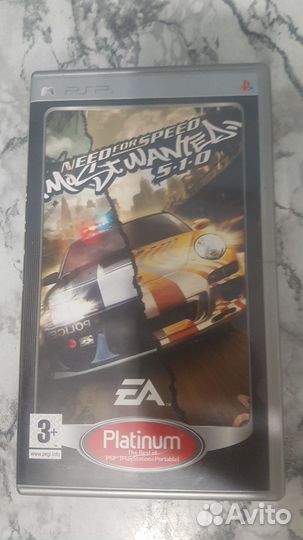 PSP
NEED FOR SPEED
MOST WANTED
5-1-0
POLICE
EA
3+
www.pegi.info
Platinum
The Best of
PSP™ (PlayStation®Portable)
Avito